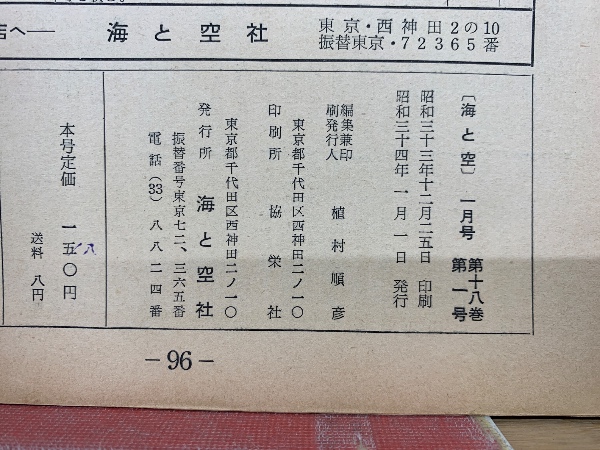 店へ― 海と空社 東京・西神田2の10
振替東京・72365番
〔海と空〕 一月号 第十八巻 第一号
昭和三十三年十二月二五日 印刷
昭和三十四年一月一日 発行
編集兼印
刷発行人 植村順彦
東京都千代田区西神田二ノ一〇
印刷所 協栄社
東京都千代田区西神田二ノ一〇
発行所 海と空社
振替番号東京七二、三六五番
電話(33)八八二四番
本号定価 一五〇円
送料 八円
－96－